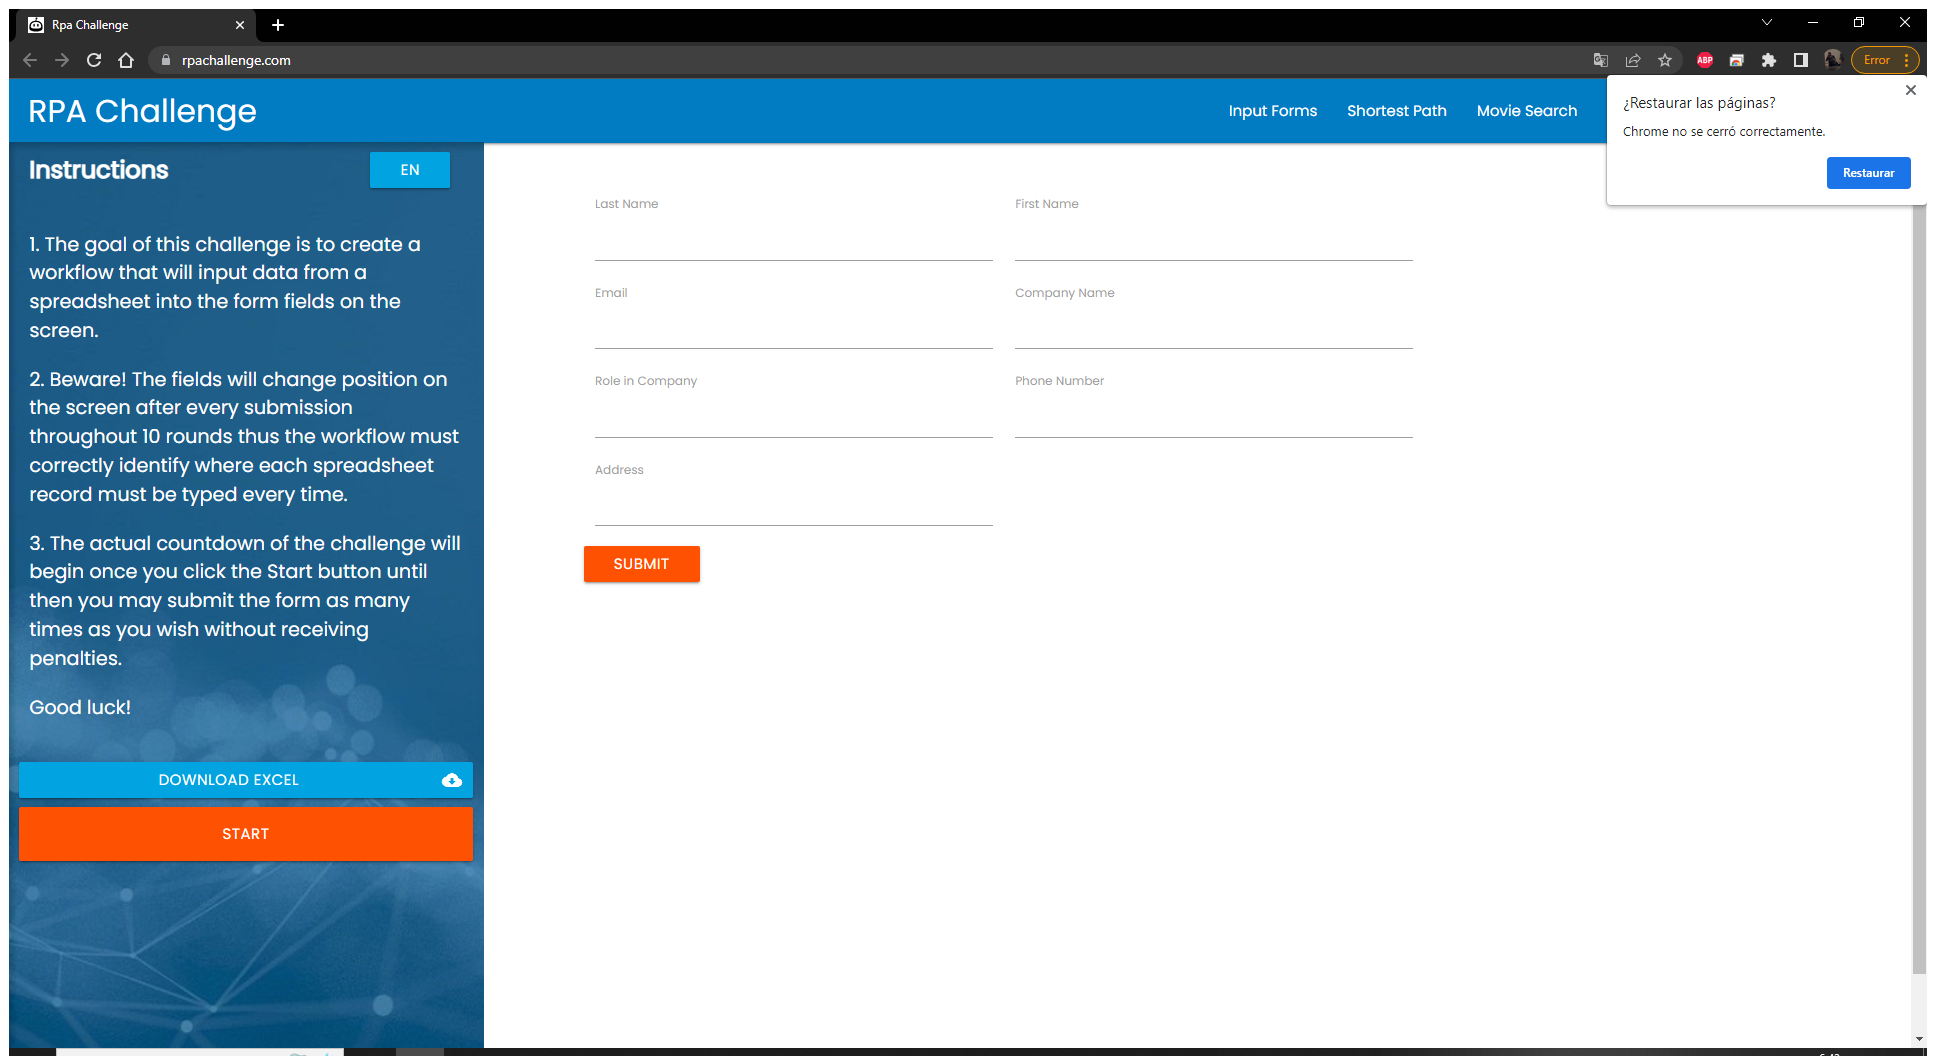 Rpa Challenge
rpachallenge.com
ABP
Error
¿Restaurar las páginas?
Chrome no se cerró correctamente.
Restaurar
RPA Challenge
Input Forms
Shortest Path
Movie Search
Instructions
EN
1. The goal of this challenge is to create a
workflow that will input data from a
spreadsheet into the form fields on the
screen.
2. Beware! The fields will change position on
the screen after every submission
throughout 10 rounds thus the workflow must
correctly identify where each spreadsheet
record must be typed every time.
3. The actual countdown of the challenge will
begin once you click the Start button until
then you may submit the form as many
times as you wish without receiving
penalties.
Good luck!
DOWNLOAD EXCEL
START
Last Name
First Name
Email
Company Name
Role in Company
Phone Number
Address
SUBMIT